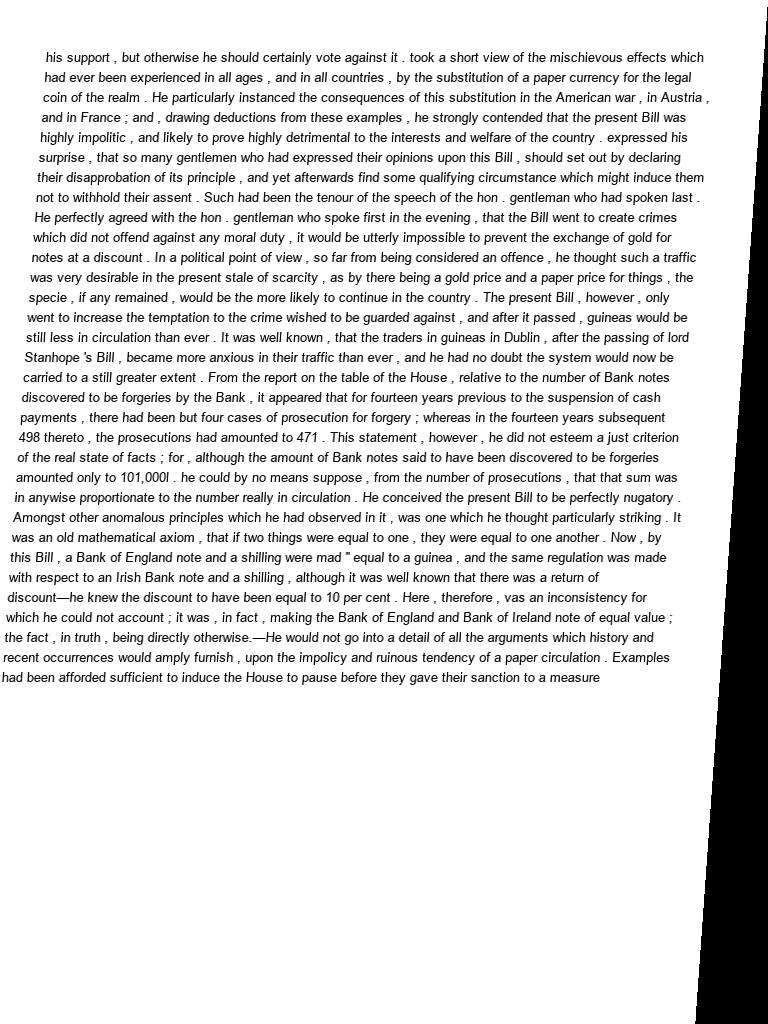 his support , but otherwise he should certainly vote against it . took a short view of the mischievous effects which
had ever been experienced in all ages , and in all countries , by the substitution of a paper currency for the legal
coin of the realm . He particularly instanced the consequences of this substitution in the American war , in Austria ,
and in France ; and , drawing deductions from these examples , he strongly contended that the present Bill was
highly impolitic , and likely to prove highly detrimental to the interests and welfare of the country . expressed his
surprise , that so many gentlemen who had expressed their opinions upon this Bill , should set out by declaring
their disapprobation of its principle , and yet afterwards find some qualifying circumstance which might induce them
not to withhold their assent . Such had been the tenour of the speech of the hon . gentleman who had spoken last .
He perfectly agreed with the hon . gentleman who spoke first in the evening , that the Bill went to create crimes
which did not offend against any moral duty , it would be utterly impossible to prevent the exchange of gold for
notes at a discount . In a political point of view , so far from being considered an offence , he thought such a traffic
was very desirable in the present stale of scarcity , as by there being a gold price and a paper price for things , the
specie , if any remained , would be the more likely to continue in the country . The present Bill , however , only
went to increase the temptation to the crime wished to be guarded against , and after it passed , guineas would be
still less in circulation than ever . It was well known , that the traders in guineas in Dublin , after the passing of lord
Stanhope 's Bill , became more anxious in their traffic than ever , and he had no doubt the system would now be
carried to a still greater extent . From the report on the table of the House , relative to the number of Bank notes
discovered to be forgeries by the Bank , it appeared that for fourteen years previous to the suspension of cash
payments , there had been but four cases of prosecution for forgery ; whereas in the fourteen years subsequent
498 thereto , the prosecutions had amounted to 471 . This statement , however , he did not esteem a just criterion
of the real state of facts ; for , although the amount of Bank notes said to have been discovered to be forgeries
amounted only to 101,000l . he could by no means suppose , from the number of prosecutions , that that sum was
in anywise proportionate to the number really in circulation . He conceived the present Bill to be perfectly nugatory .
Amongst other anomalous principles which he had observed in it , was one which he thought particularly striking . It
was an old mathematical axiom , that if two things were equal to one , they were equal to one another . Now , by
this Bill , a Bank of England note and a shilling were mad " equal to a guinea , and the same regulation was made
with respect to an Irish Bank note and a shilling , although it was well known that there was a return of
discount—he knew the discount to have been equal to 10 per cent . Here , therefore , vas an inconsistency for
which he could not account ; it was , in fact , making the Bank of England and Bank of Ireland note of equal value ;
the fact , in truth , being directly otherwise.—He would not go into a detail of all the arguments which history and
recent occurrences would amply furnish , upon the impolicy and ruinous tendency of a paper circulation . Examples
had been afforded sufficient to induce the House to pause before they gave their sanction to a measure